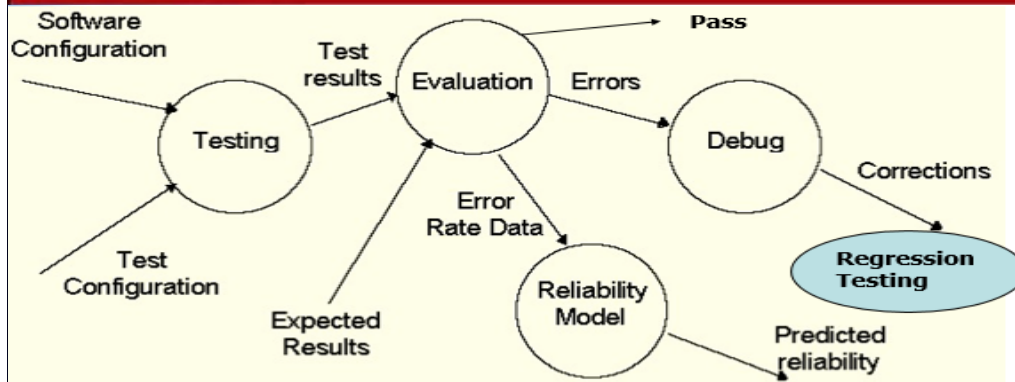 Software
Configuration
Pass
Test
results
Evaluation
Errors
Testing
Debug
Corrections
Error
Rate Data
Test
Configuration
Regression
Testing
Reliability
Model
Expected
Results
Predicted
reliability